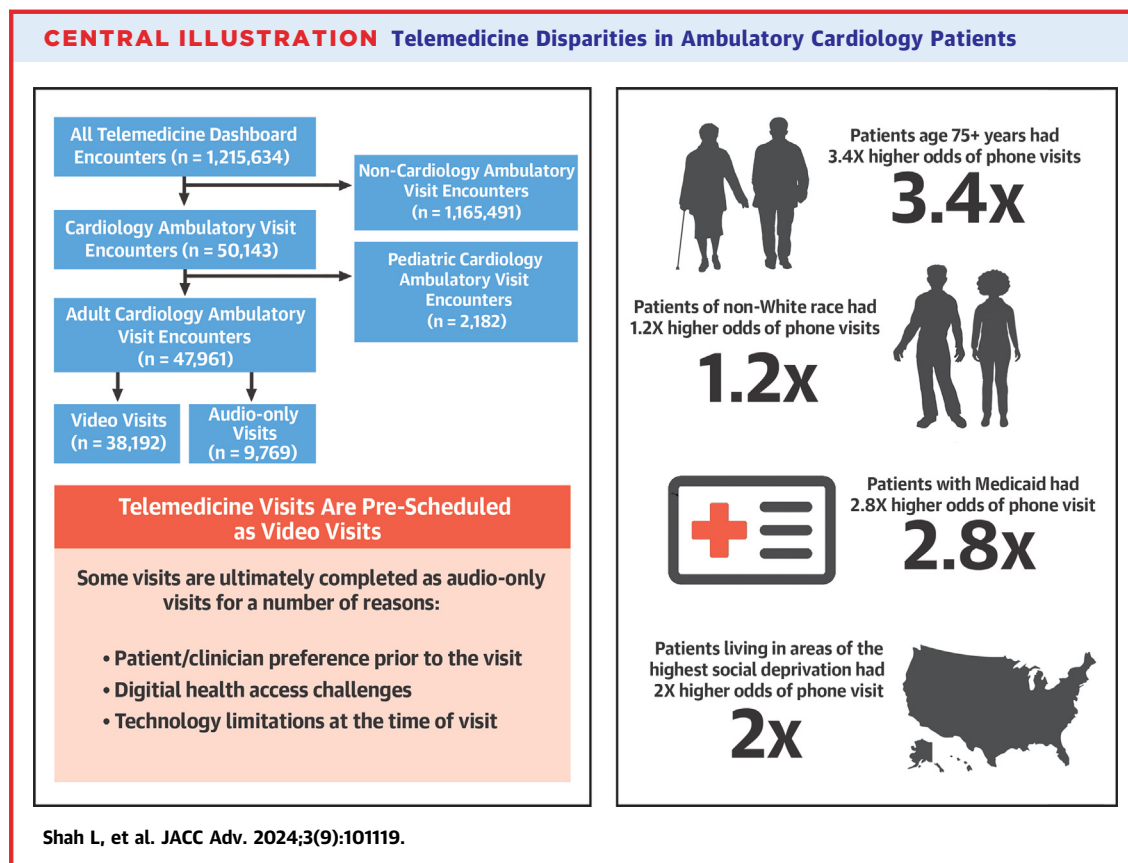 CENTRAL ILLUSTRATION Telemedicine Disparities in Ambulatory Cardiology Patients
All Telemedicine Dashboard
Encounters (n = 1,215,634)
Non-Cardiology Ambulatory
Visit Encounters
(n = 1,165,491)
Cardiology Ambulatory Visit
Encounters (n = 50,143)
Pediatric Cardiology
Ambulatory Visit
Encounters
(n = 2,182)
Adult Cardiology Ambulatory
Visit Encounters
(n = 47,961)
Video Visits
(n = 38,192)
Audio-only
Visits
(n = 9,769)
Telemedicine Visits Are Pre-Scheduled
as Video Visits
Some visits are ultimately completed as audio-only
visits for a number of reasons:
• Patient/clinician preference prior to the visit
• Digitial health access challenges
• Technology limitations at the time of visit
Patients age 75+ years had
3.4X higher odds of phone visits
3.4x
Patients of non-White race had
1.2X higher odds of phone visits
1.2x
Patients with Medicaid had
2.8X higher odds of phone visit
2.8x
Patients living in areas of the
highest social deprivation had
2X higher odds of phone visit
2x
Shah L, et al. JACC Adv. 2024;3(9):101119.